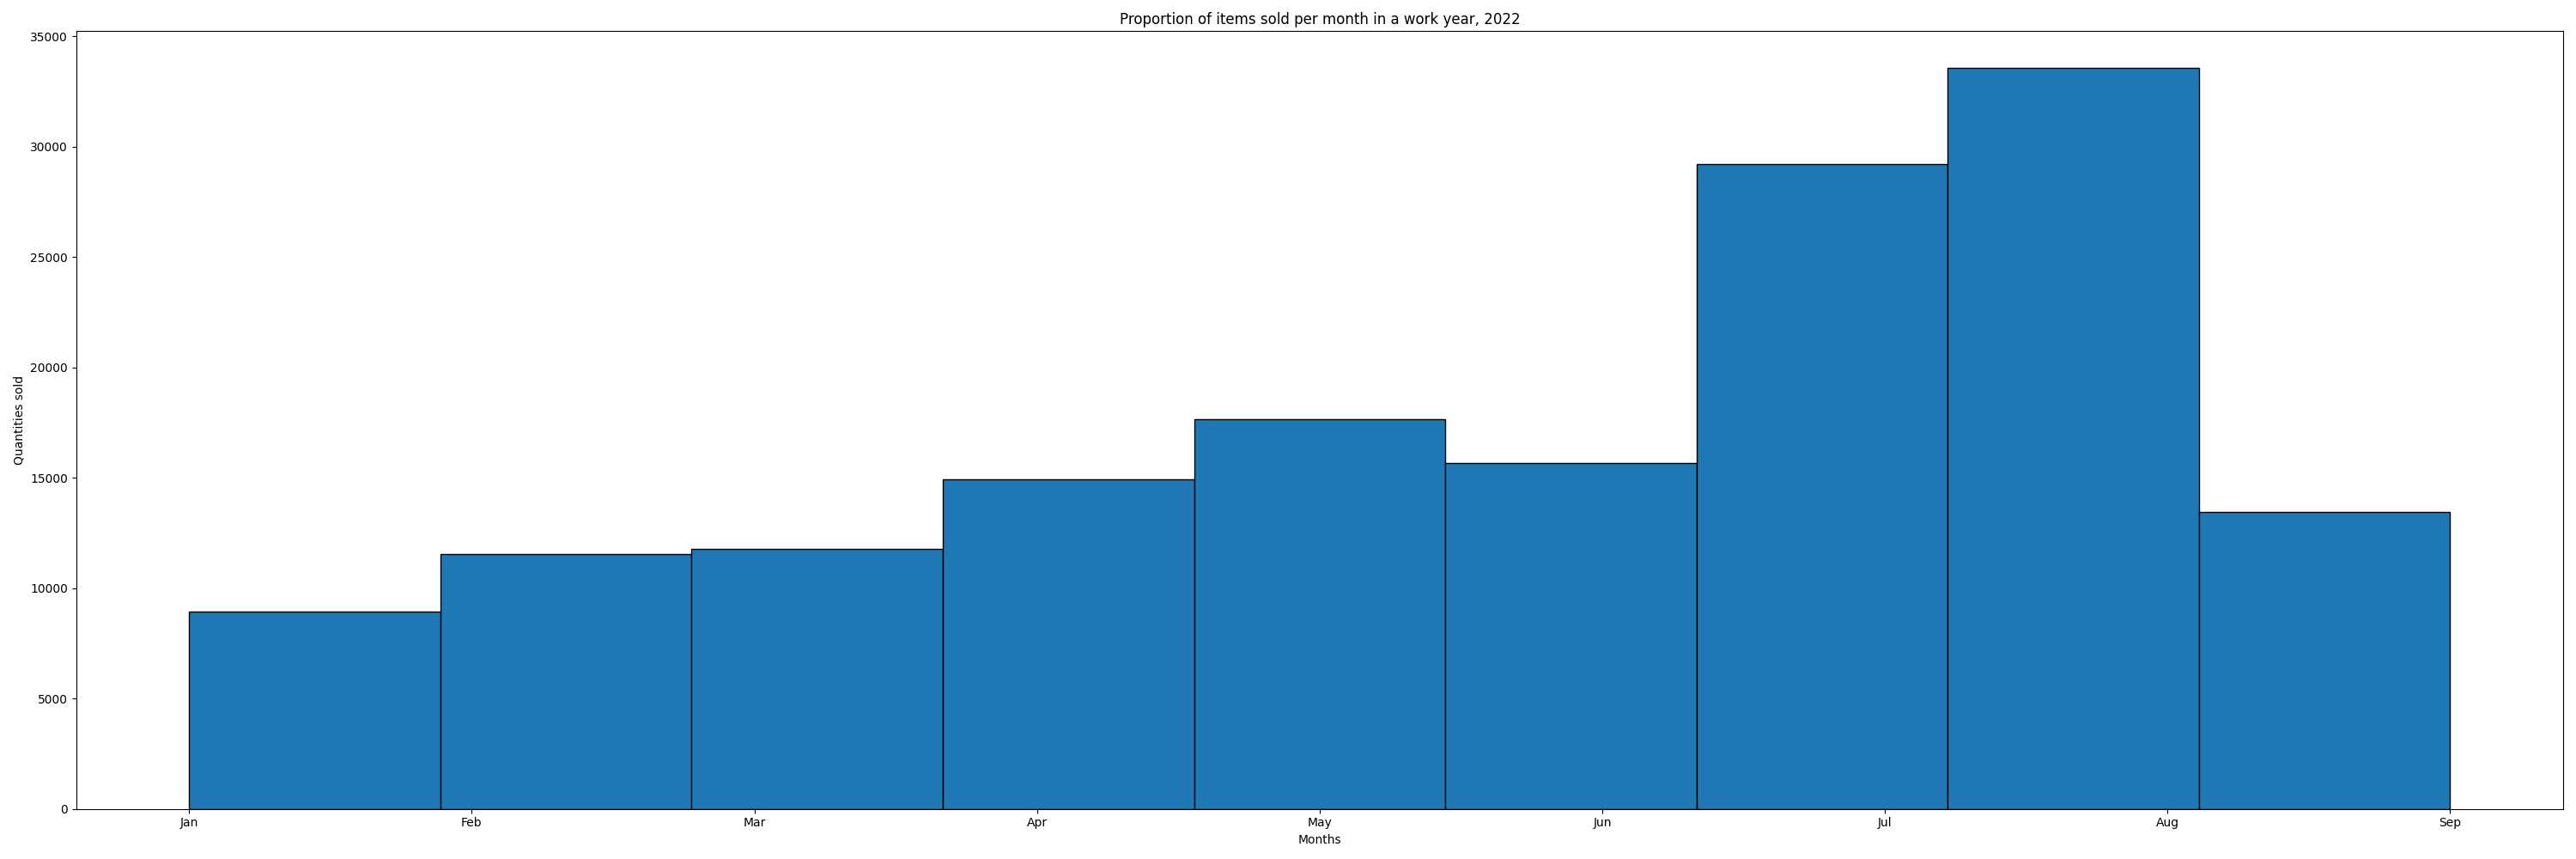 Proportion of items sold per month in a work year, 2022
35000
30000
25000
20000
15000
10000
5000
0
Quantities sold
Jan Feb Mar Apr May Jun Jul Aug Sep
Months